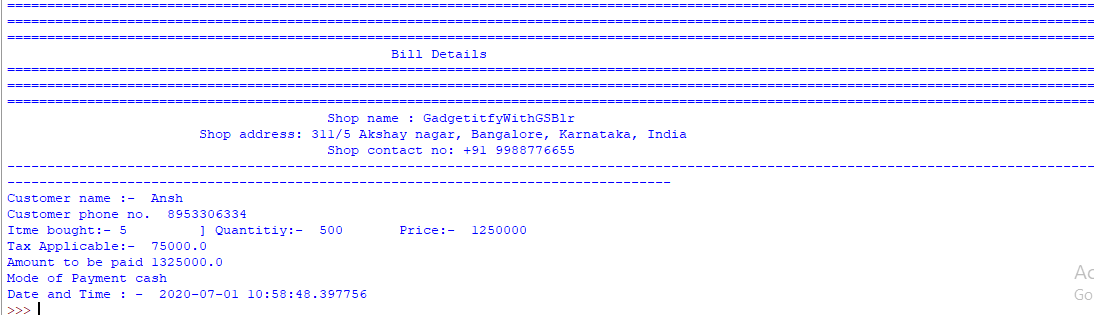 ========================================================================================================================================
========================================================================================================================================
========================================================================================================================================
Bill Details
========================================================================================================================================
========================================================================================================================================
========================================================================================================================================
Shop name : GadgetitfyWithGSBlr
Shop address: 311/5 Akshay nagar, Bangalore, Karnataka, India
Shop contact no: +91 9988776655
----------------------------------------------------------------------------------------------------------------------------------------
-----------------------------------------------------------------------------------
Customer name :-  Ansh
Customer phone no.  8953306334
Itme bought:- 5         ] Quantitiy:-  500       Price:-  1250000
Tax Applicable:-  75000.0
Amount to be paid 1325000.0
Mode of Payment cash
Date and Time : -  2020-07-01 10:58:48.397756
>>>